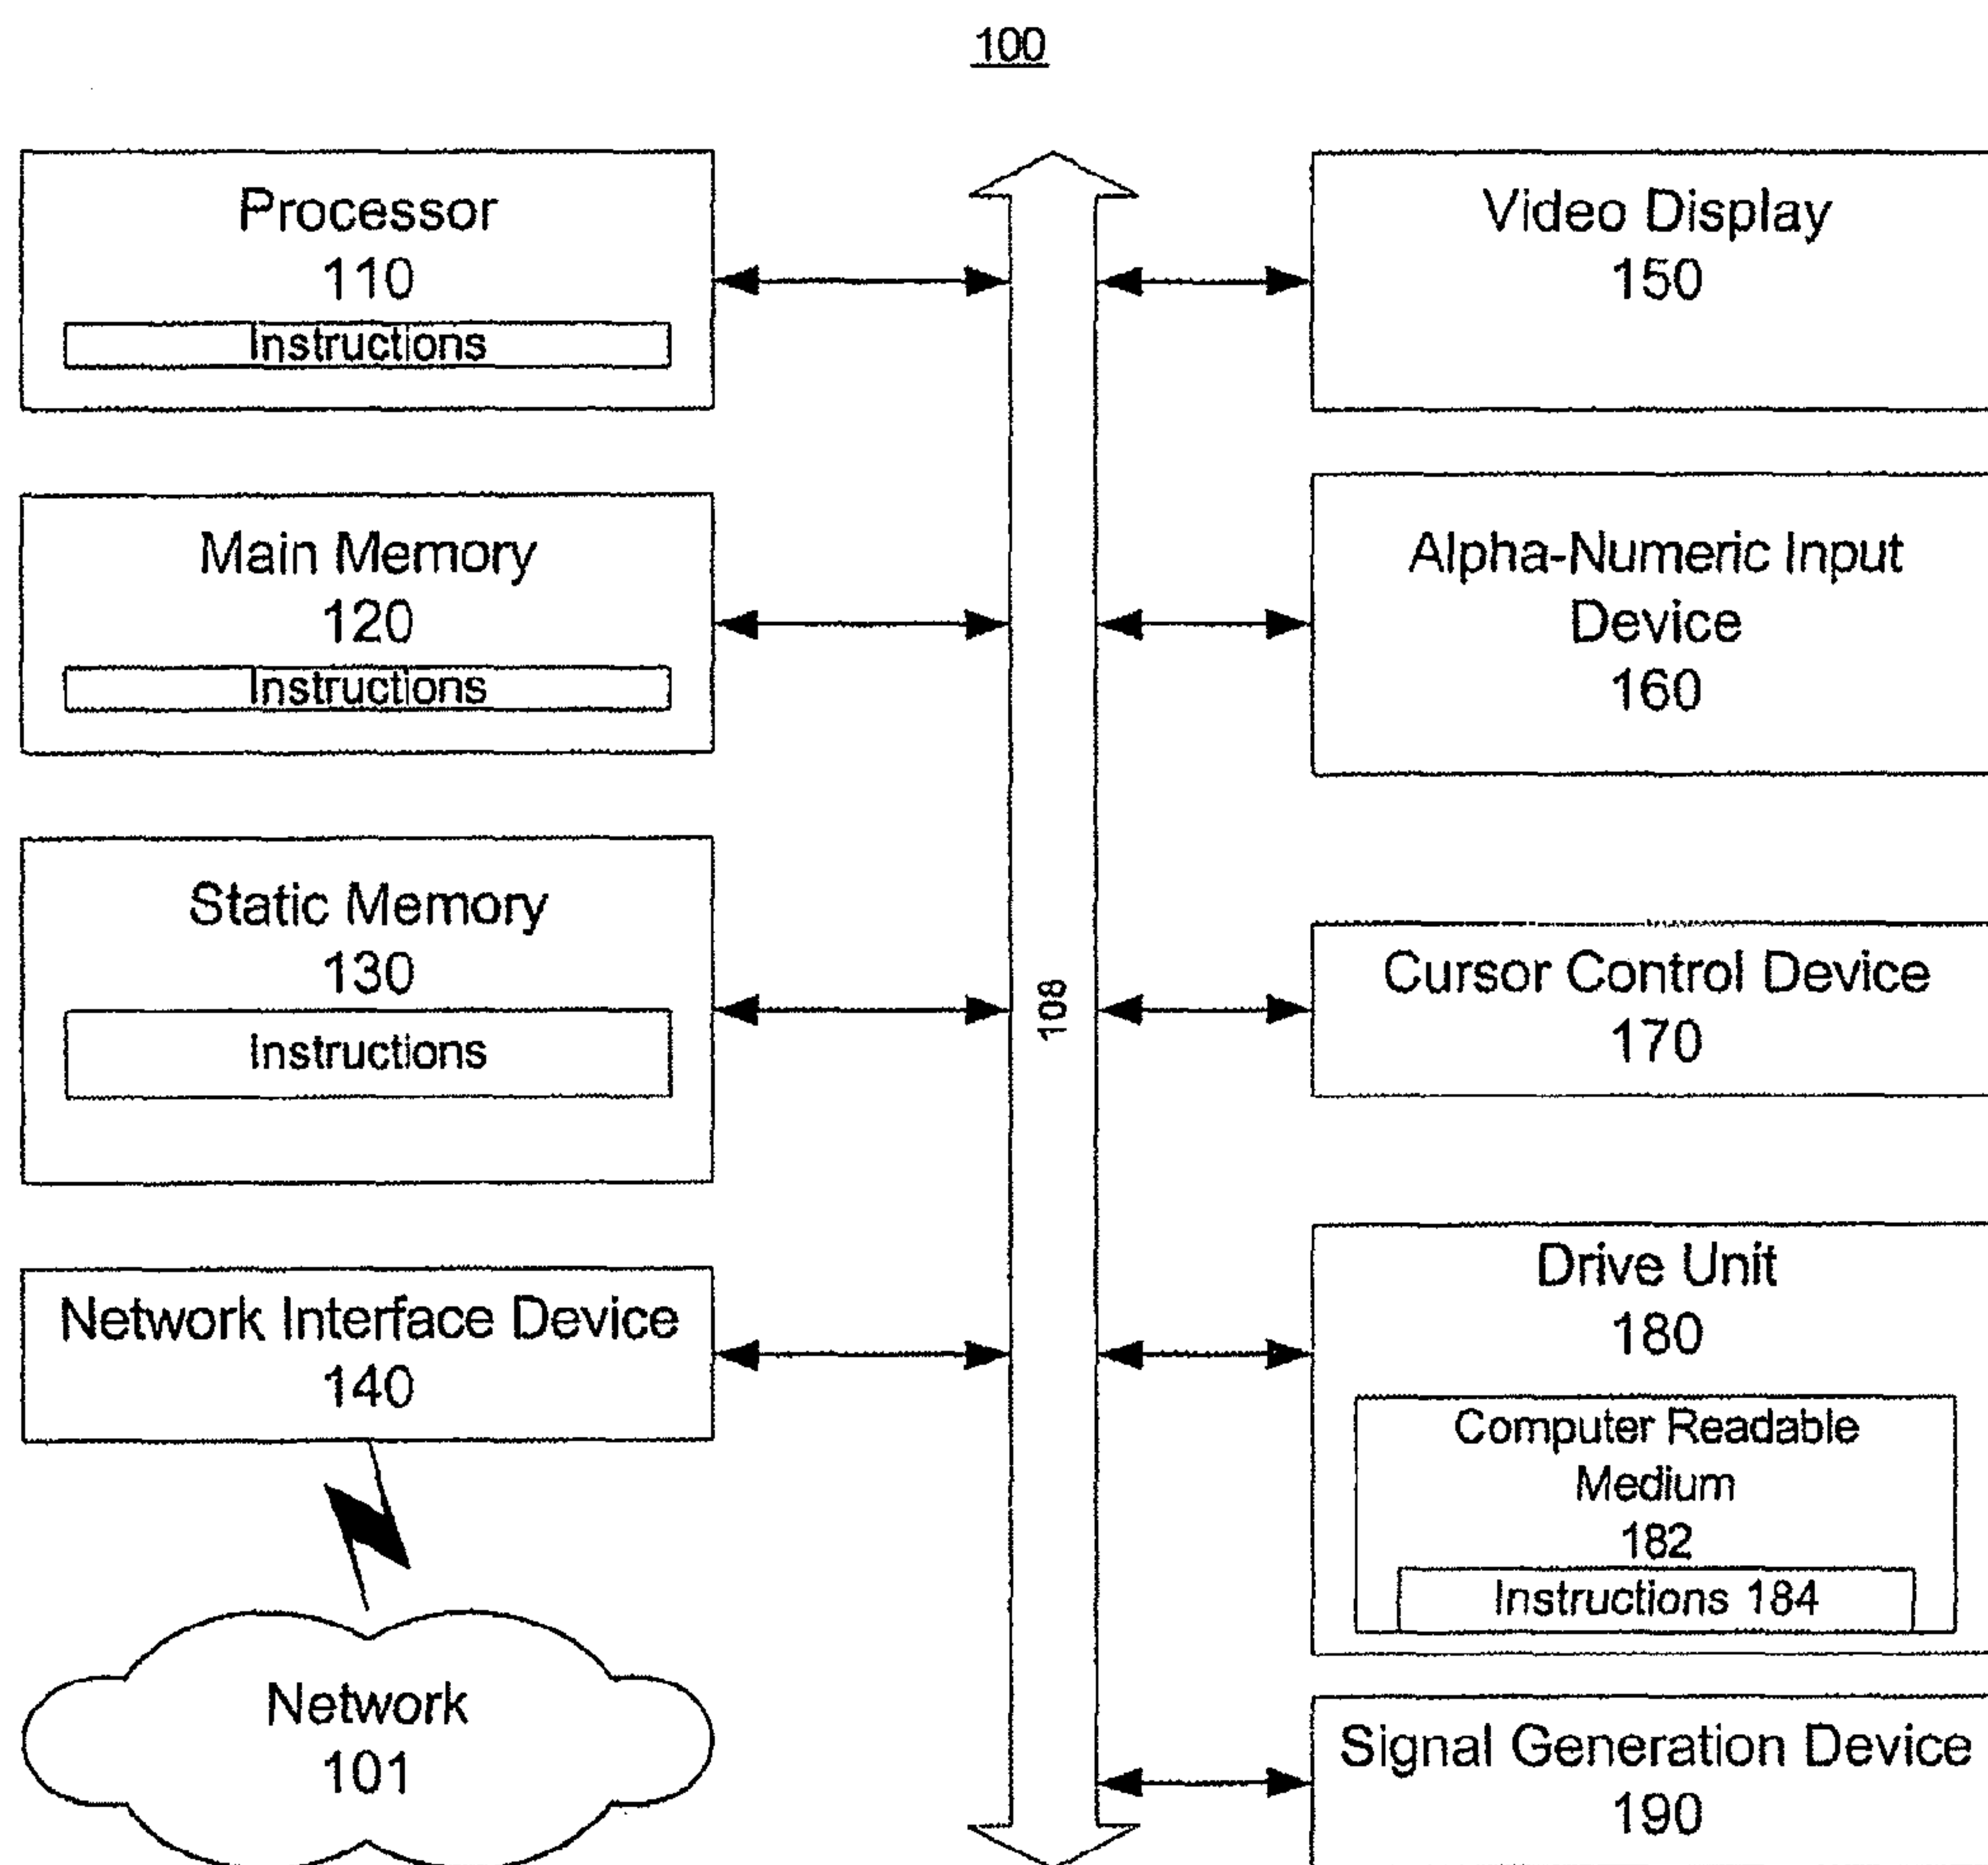 100
Processor
110
Instructions
Main Memory
120
Instructions
Static Memory
130
Instructions
Network Interface Device
140
Network
101
108
Video Display
150
Alpha-Numeric Input
Device
160
Cursor Control Device
170
Drive Unit
180
Computer Readable
Medium
182
Instructions 184
Signal Generation Device
190